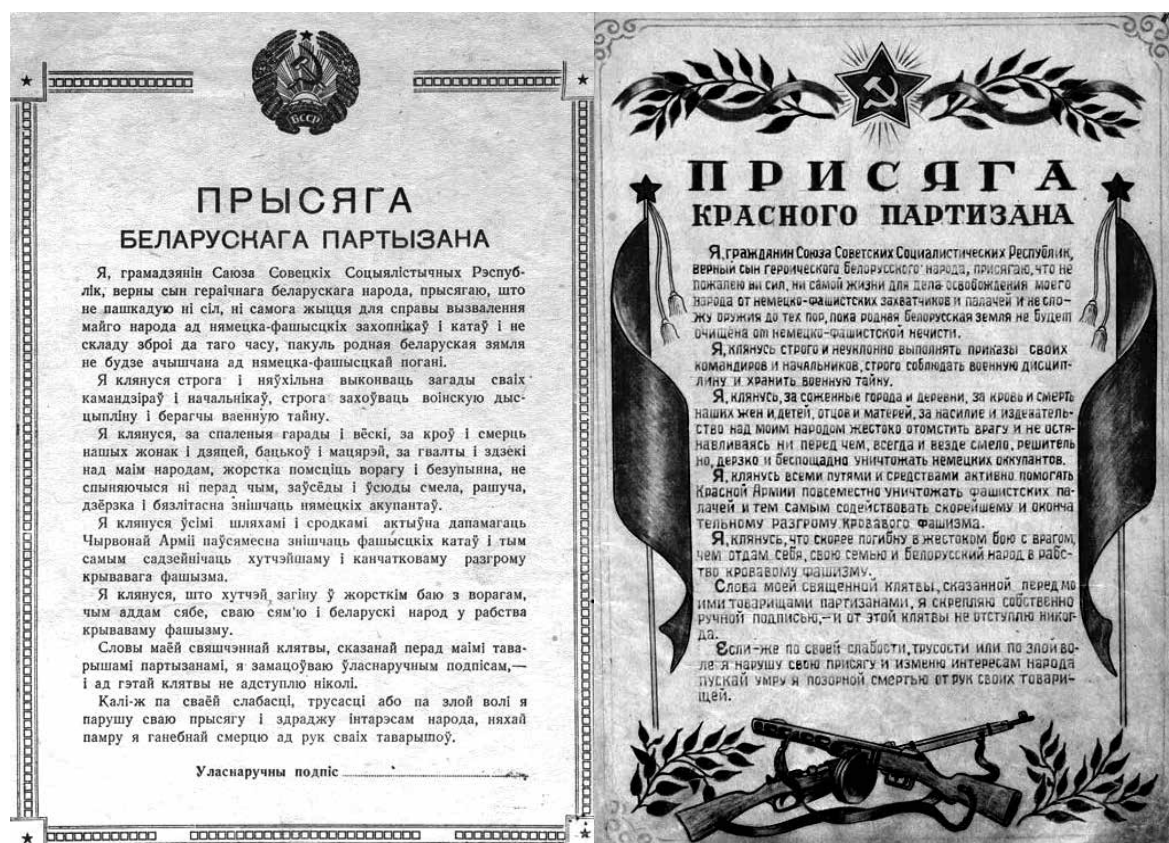 БССР
ПРЫСЯГА
БЕЛАРУСКАГА ПАРТЫЗАНА
Я, грамадзянін Саюза Совецкіх Соцыялістычных Рэспуб-
лік, верны сын гераічнага беларускага народа, прысягаю, што
не пашкадую ні сіл, ні самога жыцця для справы вызвалення
майго народа ад нямецка-фашысцкіх захопнікаў і катаў і не
складу зброі да таго часу, пакуль родная беларуская зямля
не будзе ачышчана ад нямецка-фашысцкай погані.
Я клянуся строга і няўхільна выконваць загады сваіх
камандзіраў і начальнікаў, строга захоўваць воінскую дыс-
цыпліну і берагчы ваенную тайну.
Я клянуся, за спаленыя гарады і вёскі, за кроў і смерць
нашых жонак і дзяцей, бацькоў і мацярэй, за гвалты і здзекі
над маім народам, жорстка помсціць ворагу і безупынна, не
спыняючыся ні перад чым, заўсёды і ўсюды смела, рашуча,
дзёрзка і бязлітасна знішчаць нямецкіх акупантаў.
Я клянуся ўсімі шляхамі і сродкамі актыўна дапамагаць
Чырвонай Арміі паўсямесна знішчаць фашысцкіх катаў і тым
самым садзейнічаць хутчэйшаму і канчатковаму разгрому
крывавага фашызма.
Я клянуся, што хутчэй загіну ў жорсткім баю з ворагам,
чым аддам сябе, сваю сям'ю і беларускі народ у рабства
крываваму фашызму.
Словы маёй свяшчэннай клятвы, сказанай перад маімі тава-
рышамі партызанамі, я замацоўваю ўласнаручным подпісам,—
і ад гэтай клятвы не адступлю ніколі.
Калі-ж па сваёй слабасці, трусасці або па злой волі я
парушу сваю прысягу і здраджу інтарэсам народа, няхай
памру я ганебнай смерцю ад рук сваіх таварышоў.
Уласнаручны подпіс
ПРИСЯГА
КРАСНОГО ПАРТИЗАНА
Я, гражданин Союза Советских Социалистических Республик,
верный сын героического Белорусского народа, присягаю, что не
пожалею ни сил, ни самой жизни для дела освобождения моего
народа от немецко-фашистских захватчиков и палачей и не сло-
жу оружия до тех пор, пока родная Белорусская земля не будет
очищена от немецко-фашистской нечисти.
Я, клянусь строго и неуклонно выполнять приказы своих
командиров и начальников, строго соблюдать военную дисцип-
лину и хранить военную тайну.
Я, клянусь, за сожженные города и деревни, за кровь и смерть
наших жен и детей, отцов и матерей, за насилие и издеватель-
ство над моим народом жестоко отомстить врагу и не оста-
навливаясь ни перед чем, всегда и везде смело, решитель
но, дерзко и беспощадно уничтожать немецких оккупантов.
Я, клянусь всеми путями и средствами активно помогать
Красной Армии повсеместно уничтожать фашистских па-
лачей и тем самым содействовать скорейшему и оконча
тельному разгрому кровавого фашизма.
Я, клянусь, что скорее погибну в жестоком бою с врагом,
чем отдам себя, свою семью и Белорусский народ в рабс-
тво кровавому фашизму.
Слова моей священной клятвы, сказанной перед мо
ими товарищами партизанами, я скрепляю собственно
ручной подписью,—и от этой клятвы не отступлю никог-
да.
Если-же по своей слабости, трусости или по злой во-
ле я нарушу свою присягу и изменю интересам народа
пускай умру я позорной смертью от рук своих товари-
щей.